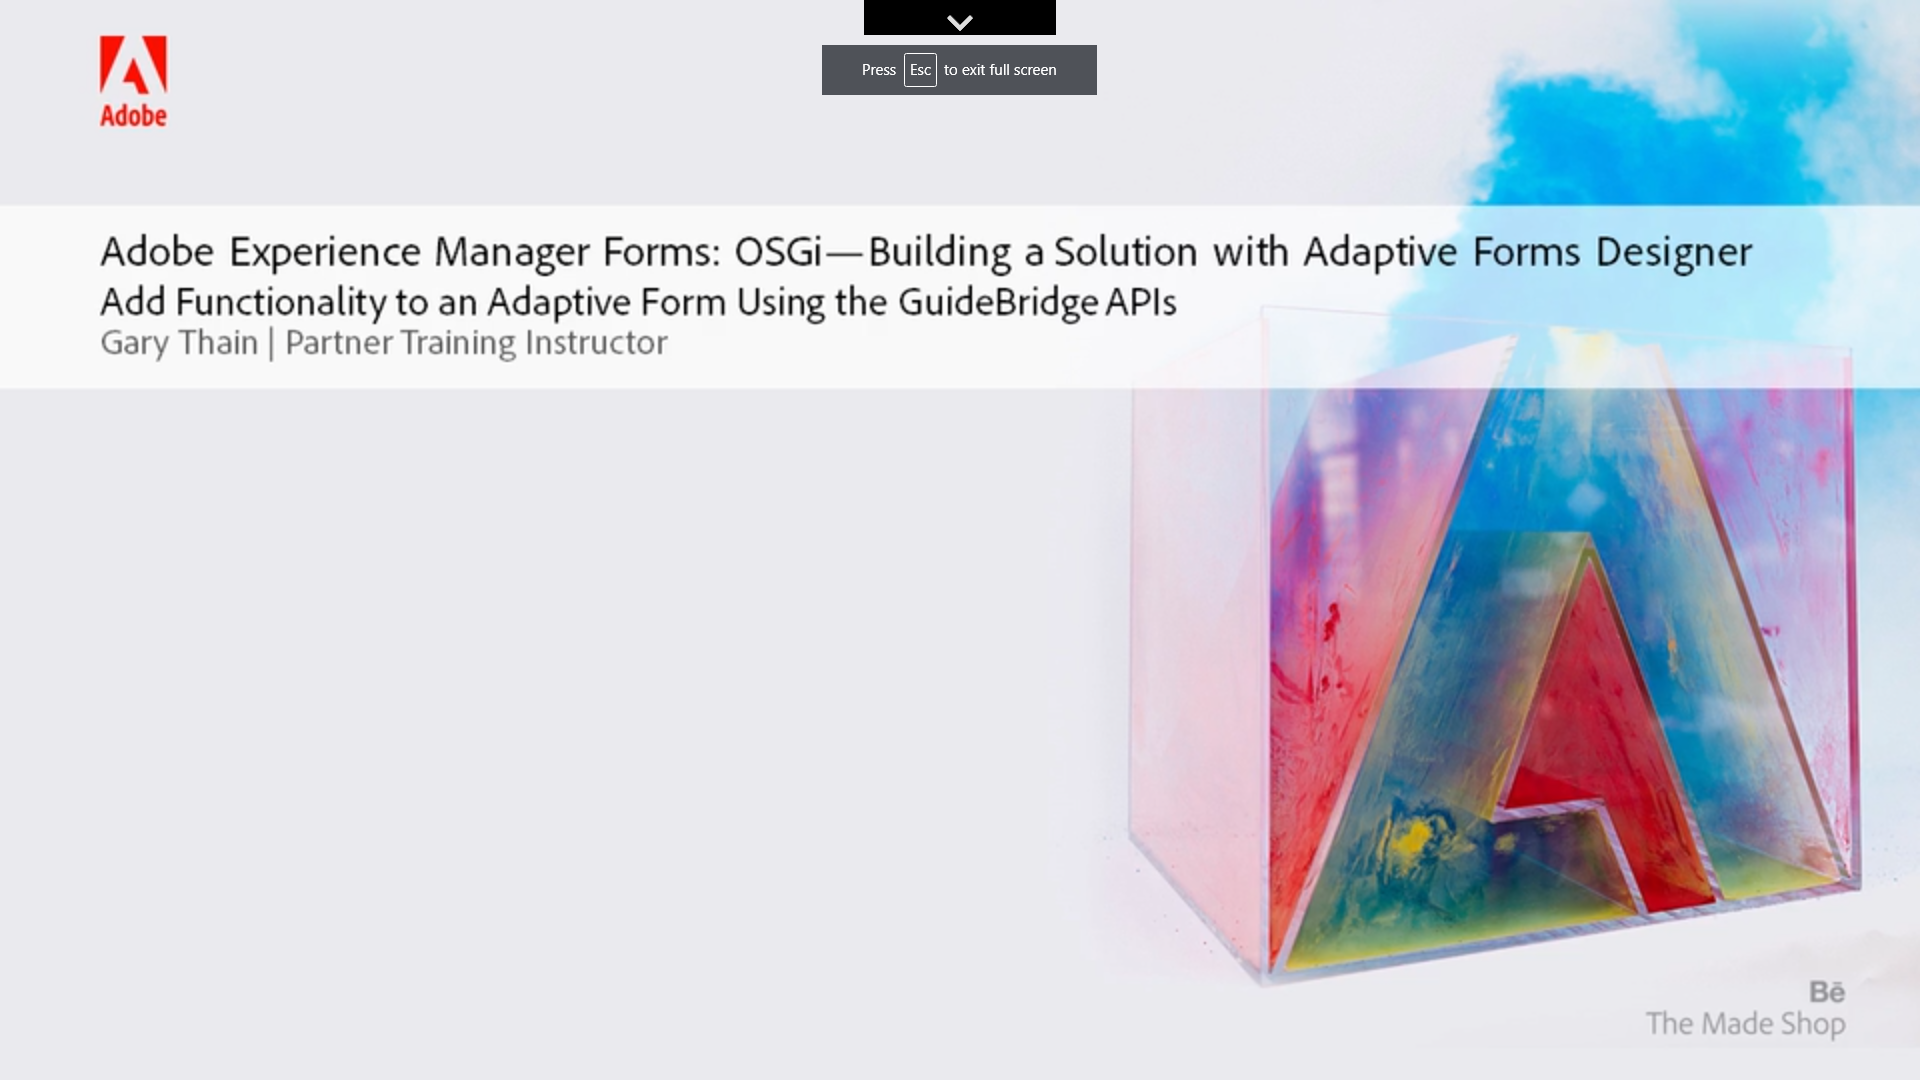 Press Esc to exit full screen
Adobe
Adobe Experience Manager Forms: OSGi—Building a Solution with Adaptive Forms Designer
Add Functionality to an Adaptive Form Using the GuideBridge APIs
Gary Thain | Partner Training Instructor
Bē
The Made Shop